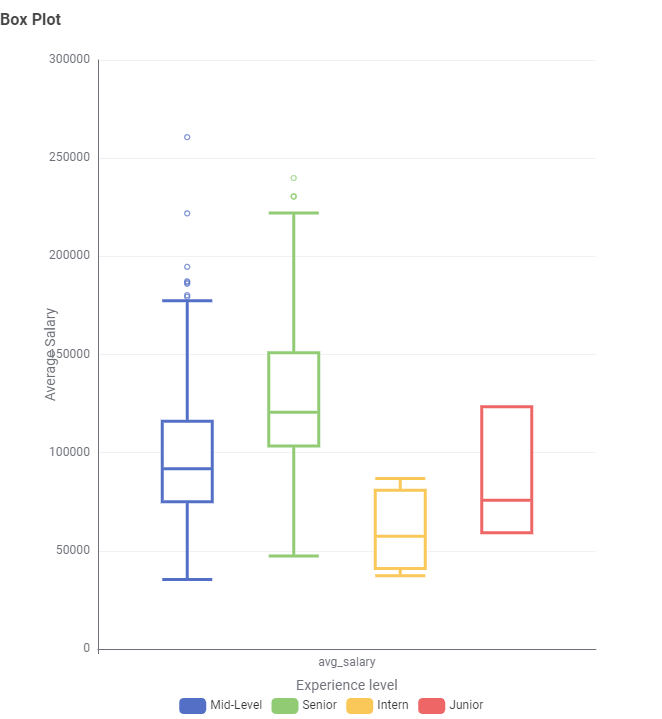 Box Plot
300000
250000
200000
150000
100000
50000
0
Average Salary
avg_salary
Experience level
Mid-Level Senior Intern Junior